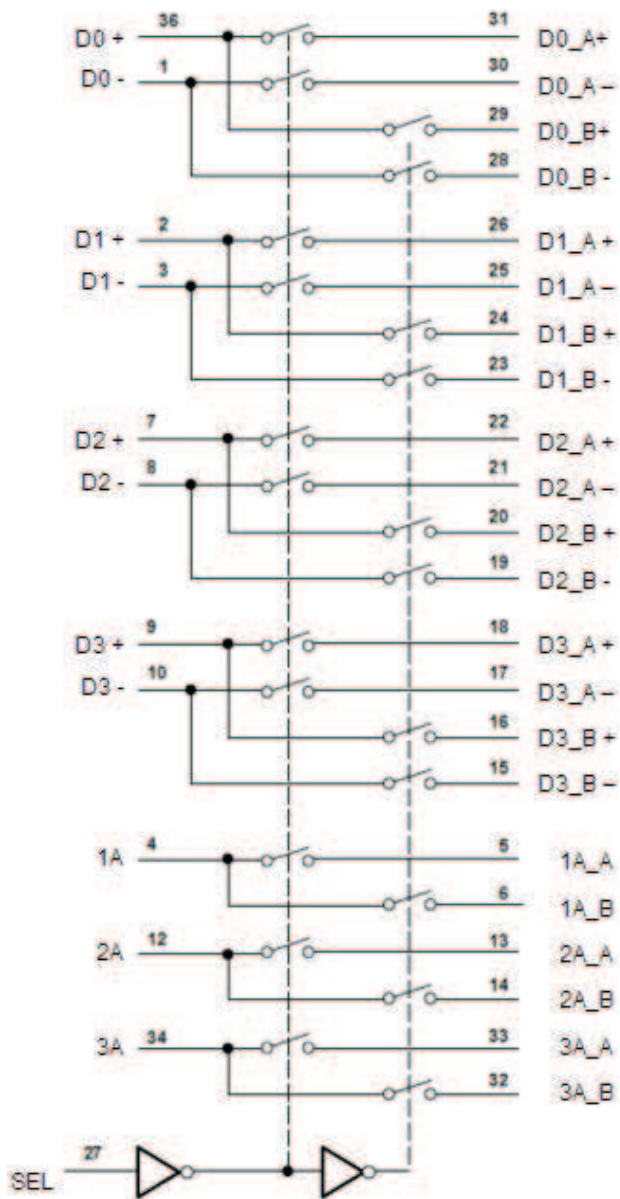 D0 + 36 31 D0_A+
D0 - 1 30 D0_A –
29 D0_B+
28 D0_B -
D1 + 2 26 D1_A +
D1 - 3 25 D1_A –
24 D1_B +
23 D1_B -
D2 + 7 22 D2_A +
D2 - 8 21 D2_A –
20 D2_B +
19 D2_B -
D3 + 9 18 D3_A +
D3 - 10 17 D3_A –
16 D3_B +
15 D3_B –
1A 4 5 1A_A
6 1A_B
2A 12 13 2A_A
14 2A_B
3A 34 33 3A_A
32 3A_B
SEL 27